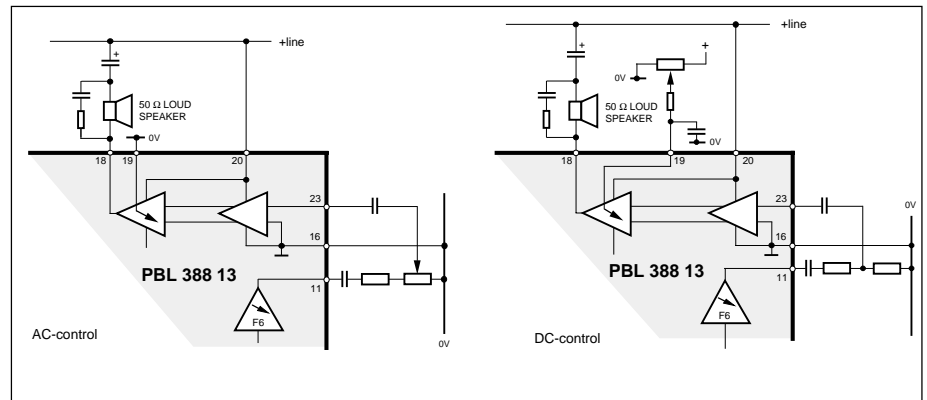 +line
+
50 Ω LOUD
SPEAKER
0V
18
19
20
23
16
11
PBL 388 13
F6
AC-control
0V
+line
+
+
0V
50 Ω LOUD
SPEAKER
0V
18
19
20
23
0V
16
11
PBL 388 13
F6
DC-control